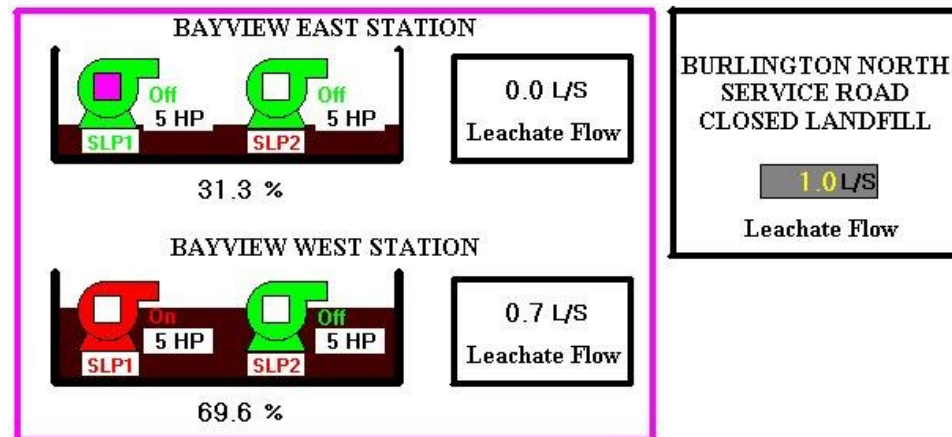 BAYVIEW EAST STATION
Off
5 HP
SLP1
Off
5 HP
SLP2
31.3 %
0.0 L/S
Leachate Flow
BAYVIEW WEST STATION
On
5 HP
SLP1
Off
5 HP
SLP2
69.6 %
0.7 L/S
Leachate Flow
BURLINGTON NORTH
SERVICE ROAD
CLOSED LANDFILL
1.0 L/S
Leachate Flow